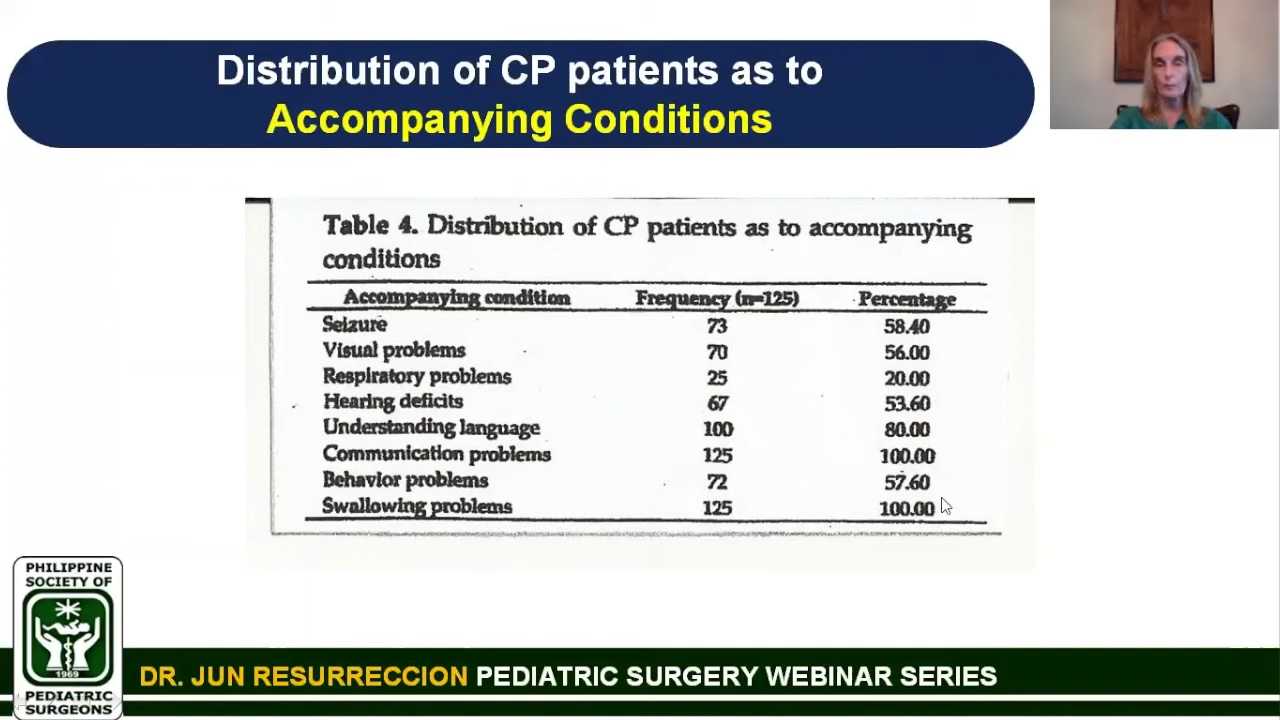 Distribution of CP patients as to
Accompanying Conditions
Table 4. Distribution of CP patients as to accompanying
conditions
Accompanying condition Frequency (n=125) Percentage
Seizure 73 58.40
Visual problems 70 56.00
Respiratory problems 25 20.00
Hearing deficits 67 53.60
Understanding language 100 80.00
Communication problems 125 100.00
Behavior problems 72 57.60
Swallowing problems 125 100.00
PHILIPPINE
SOCIETY OF
1969
PEDIATRIC
SURGEONS
DR. JUN RESURRECCION PEDIATRIC SURGERY WEBINAR SERIES